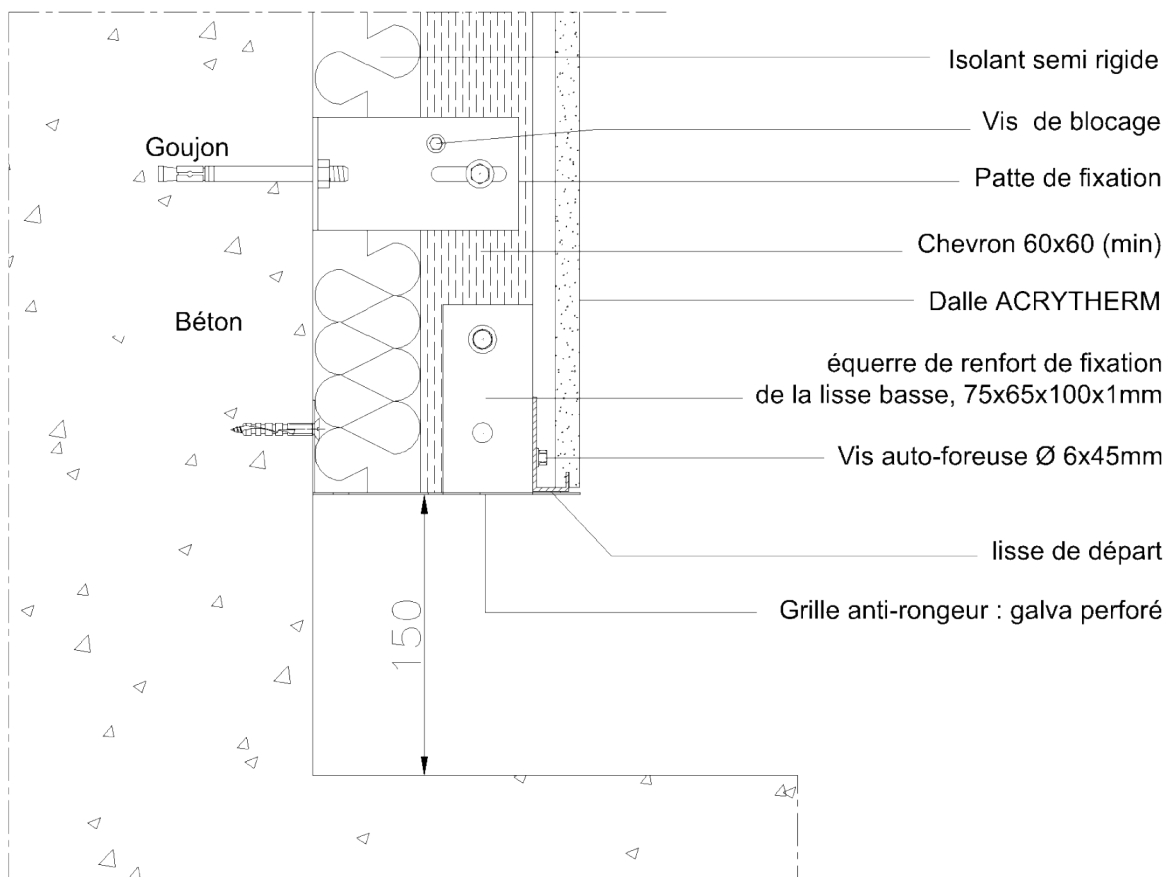 Isolant semi rigide
Vis de blocage
Goujon
Patte de fixation
Chevron 60x60 (min)
Dalle ACRYTHERM
Béton
équerre de renfort de fixation
de la lisse basse, 75x65x100x1mm
Vis auto-foreuse Ø 6x45mm
lisse de départ
Grille anti-rongeur : galva perforé
150